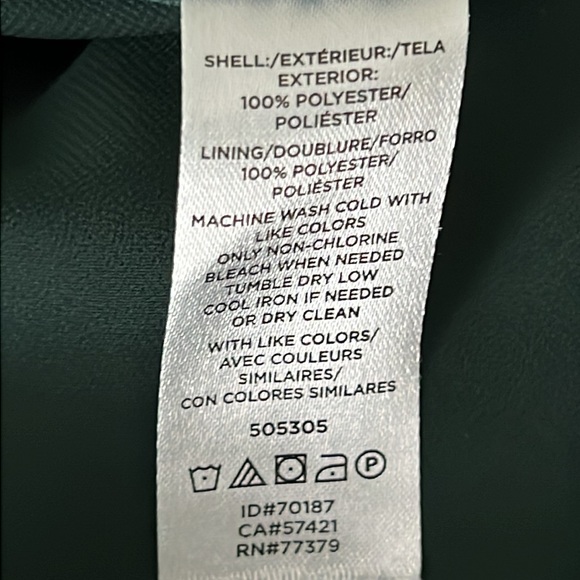 SHELL:/EXTÉRIEUR:/TELA
EXTERIOR:
100% POLYESTER/
POLIÉSTER
LINING/DOUBLURE/FORRO
100% POLYESTER/
POLIÉSTER
MACHINE WASH COLD WITH
LIKE COLORS
ONLY NON-CHLORINE
BLEACH WHEN NEEDED
TUMBLE DRY LOW
COOL IRON IF NEEDED
OR DRY CLEAN
WITH LIKE COLORS/
AVEC COULEURS
SIMILAIRES/
CON COLORES SIMILARES
505305
P
ID#70187
CA#57421
RN#77379